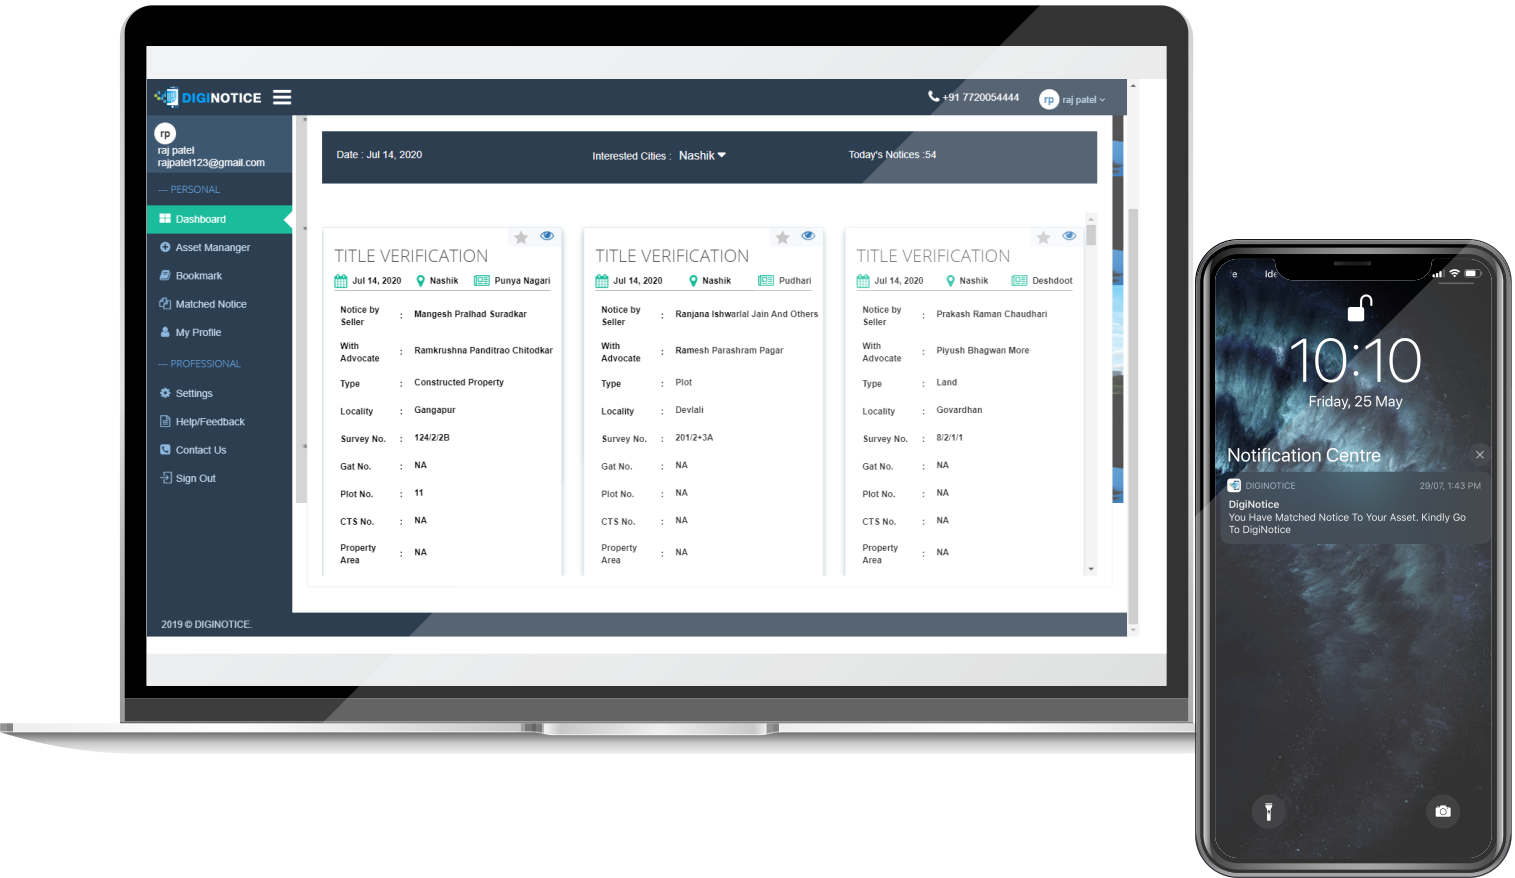 DIGINOTICE
+91 7720054444
rp
raj patel
rp
raj patel
rajpatel123@gmail.com
--- PERSONAL
Dashboard
Asset Mananger
Bookmark
Matched Notice
My Profile
--- PROFESSIONAL
Settings
Help/Feedback
Contact Us
Sign Out
2019 © DIGINOTICE.
Date : Jul 14, 2020
Interested Cities : Nashik
Today's Notices :54
TITLE VERIFICATION
Jul 14, 2020 Nashik Punya Nagari
Notice by Seller : Mangesh Pralhad Suradkar
With Advocate : Ramkrushna Panditrao Chitodkar
Type : Constructed Property
Locality : Gangapur
Survey No. : 124/2/2B
Gat No. : NA
Plot No. : 11
CTS No. : NA
Property Area : NA
TITLE VERIFICATION
Jul 14, 2020 Nashik Pudhari
Notice by Seller : Ranjana Ishwarlal Jain And Others
With Advocate : Ramesh Parashram Pagar
Type : Plot
Locality : Devlali
Survey No. : 201/2+3A
Gat No. : NA
Plot No. : NA
CTS No. : NA
Property Area : NA
TITLE VERIFICATION
Jul 14, 2020 Nashik Deshdoot
Notice by Seller : Prakash Raman Chaudhari
With Advocate : Piyush Bhagwan More
Type : Land
Locality : Govardhan
Survey No. : 8/2/1/1
Gat No. : NA
Plot No. : NA
CTS No. : NA
Property Area : NA
e Ide
10:10
Friday, 25 May
Notification Centre
DIGINOTICE 29/07, 1:43 PM
DigiNotice
You Have Matched Notice To Your Asset. Kindly Go
To DigiNotice